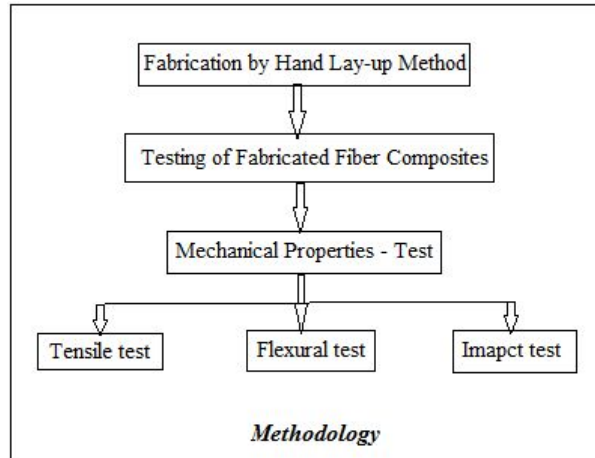 Fabrication by Hand Lay-up Method
Testing of Fabricated Fiber Composites
Mechanical Properties - Test
Tensile test
Flexural test
Imapct test
Methodology